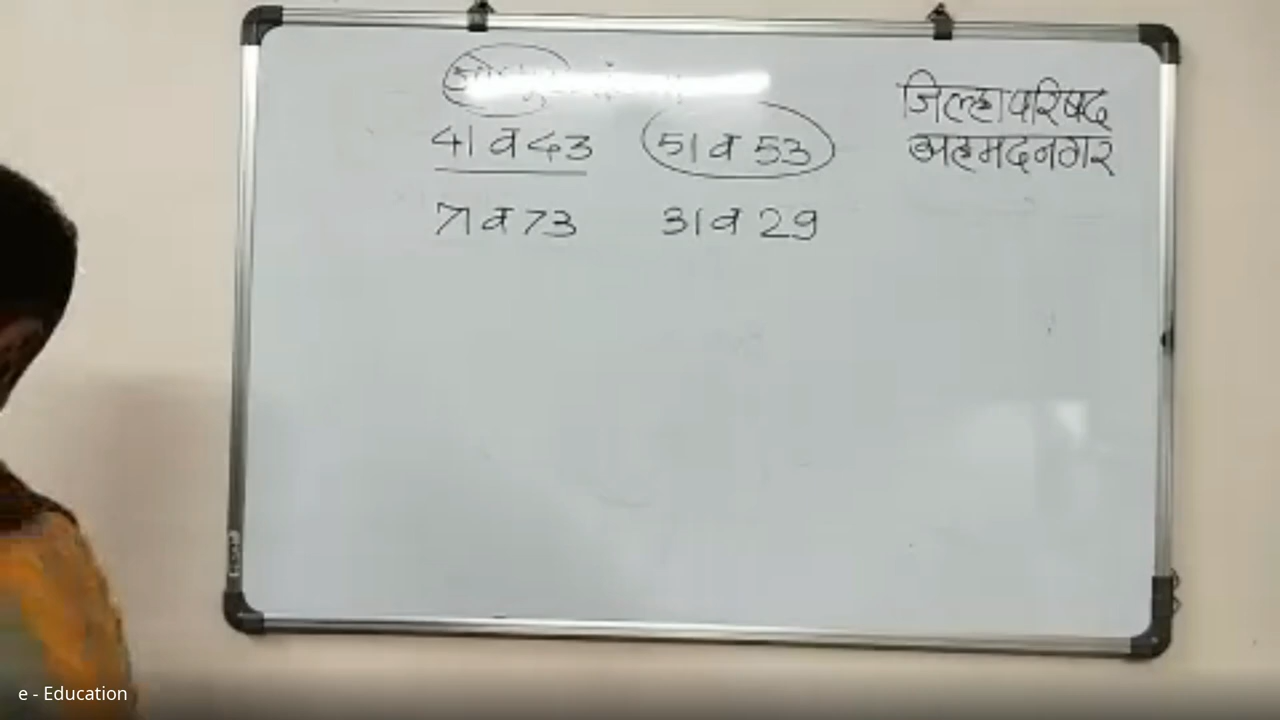 41 व 43 51 व 53
71 व 73 31 व 29
जिल्हा परिषद
अहमदनगर
e - Education